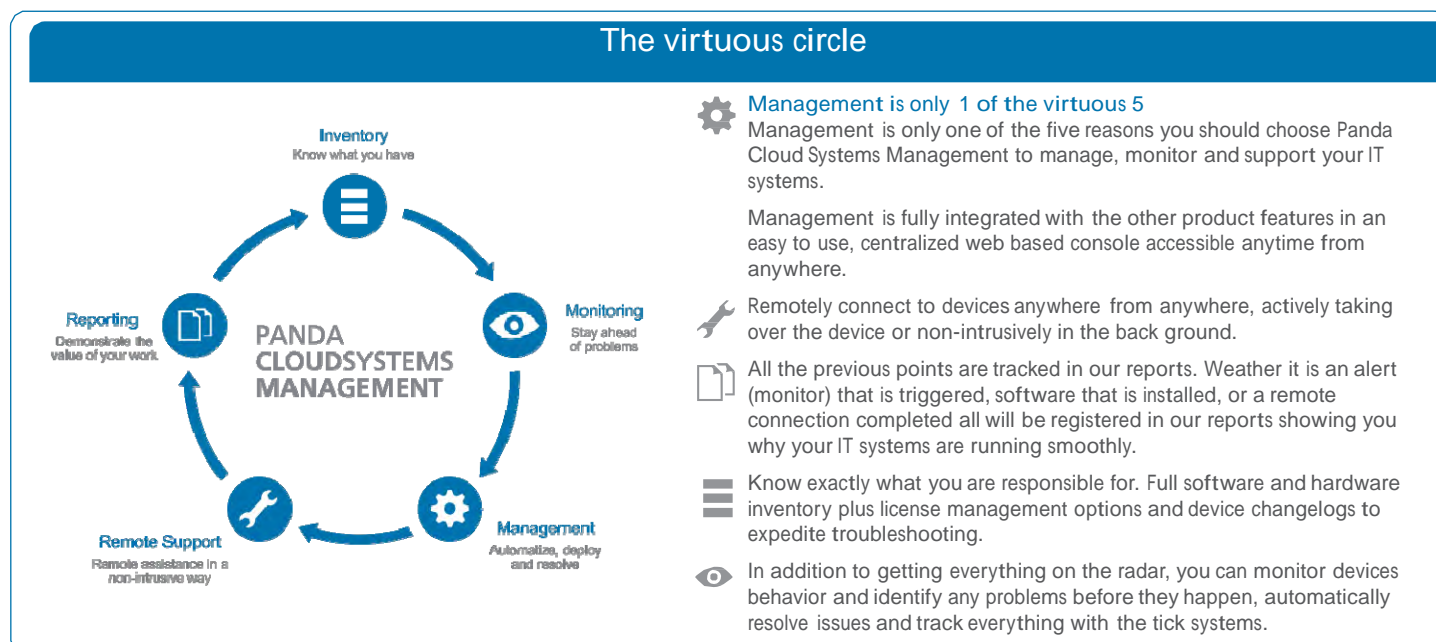 The virtuous circle
Inventory
Know what you have
Monitoring
Stay ahead
of problems
Management
Automatize, deploy
and resolve
Remote Support
Remote assistance in a
non-intrusive way
Reporting
Demonstrate the
value of your work
PANDA
CLOUDSYSTEMS
MANAGEMENT
Management is only 1 of the virtuous 5
Management is only one of the five reasons you should choose Panda
Cloud Systems Management to manage, monitor and support your IT
systems.
Management is fully integrated with the other product features in an
easy to use, centralized web based console accessible anytime from
anywhere.
Remotely connect to devices anywhere from anywhere, actively taking
over the device or non-intrusively in the back ground.
All the previous points are tracked in our reports. Weather it is an alert
(monitor) that is triggered, software that is installed, or a remote
connection completed all will be registered in our reports showing you
why your IT systems are running smoothly.
Know exactly what you are responsible for. Full software and hardware
inventory plus license management options and device changelogs to
expedite troubleshooting.
In addition to getting everything on the radar, you can monitor devices
behavior and identify any problems before they happen, automatically
resolve issues and track everything with the tick systems.